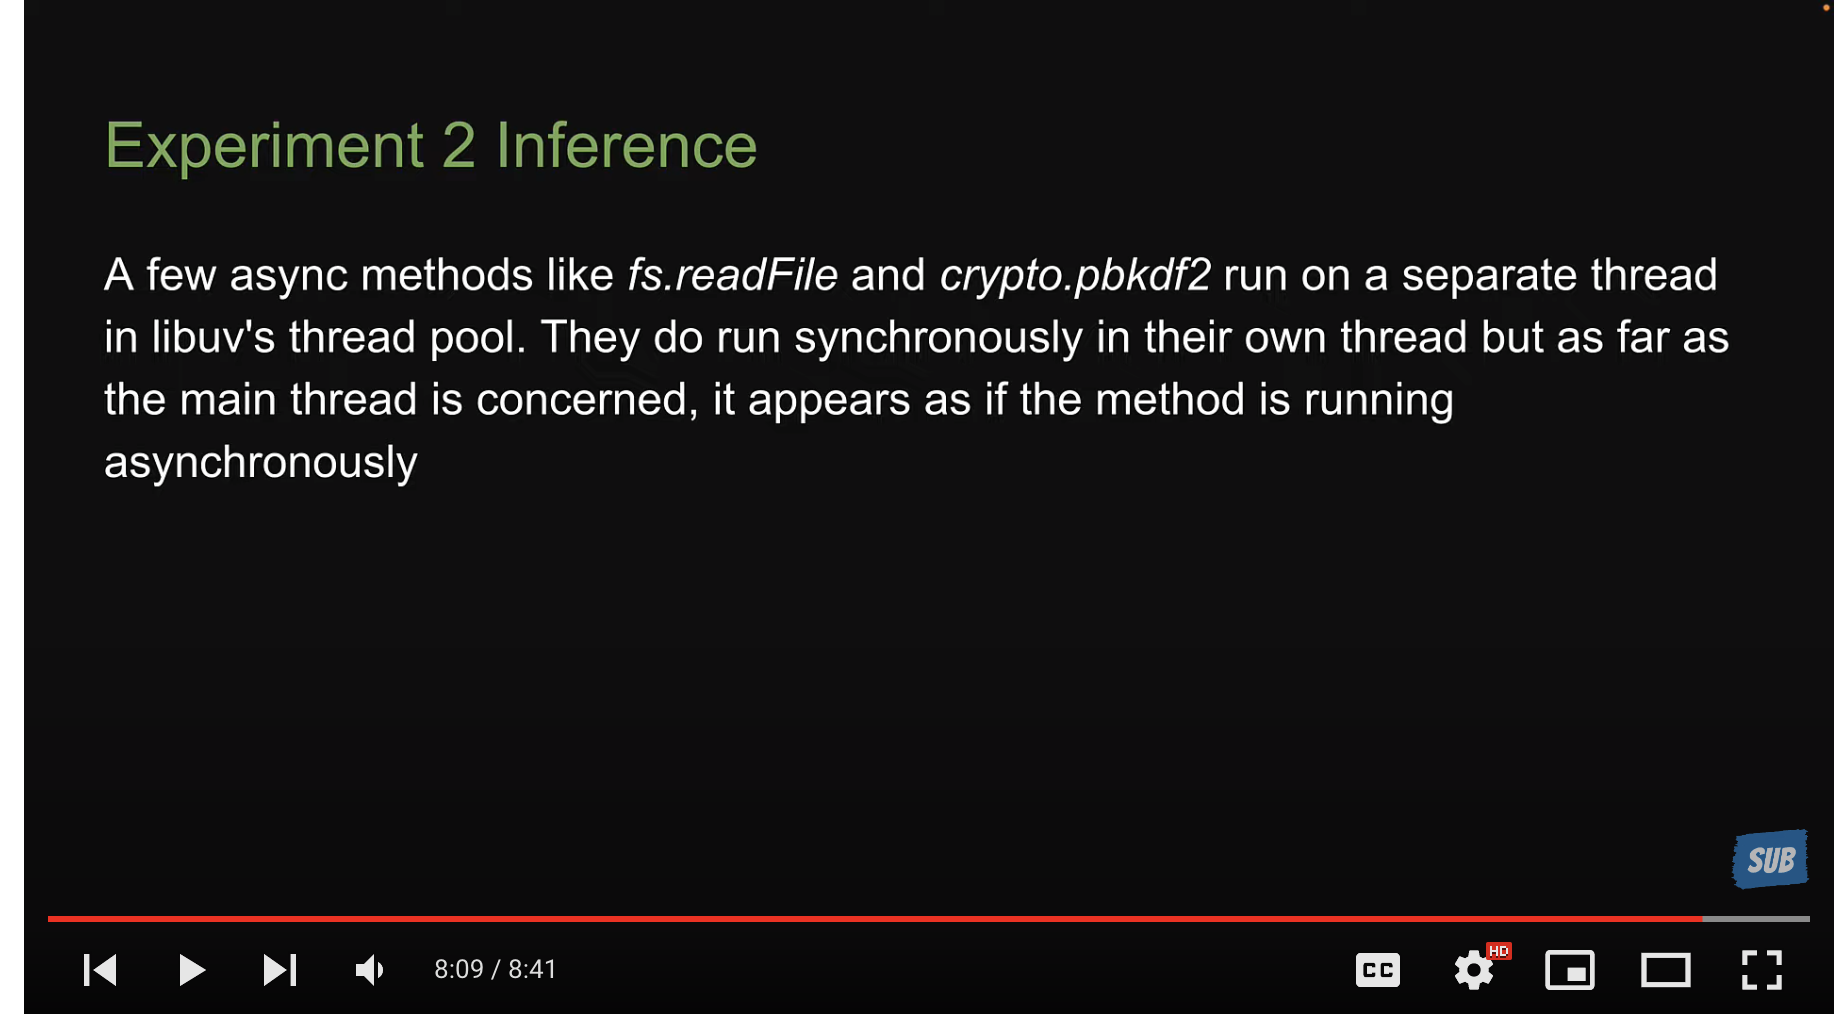 Experiment 2 Inference
A few async methods like fs.readFile and crypto.pbkdf2 run on a separate thread
in libuv's thread pool. They do run synchronously in their own thread but as far as
the main thread is concerned, it appears as if the method is running
asynchronously
SUB
8:09 / 8:41
CC
HD